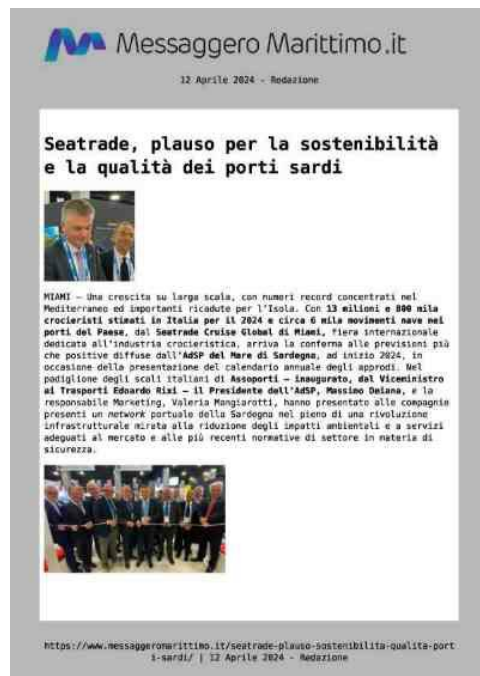 Messaggero Marittimo.it
12 Aprile 2024 - Redazione
Seatrade, plauso per la sostenibilità
e la qualità dei porti sardi
MIAMI – Una crescita su larga scala, con numeri record concentrati nel
Mediterraneo ed importanti ricadute per l'Isola. Con 13 milioni e 800 mila
crocieristi stimati in Italia per il 2024 e circa 6 mila movimenti nave nei
porti del Paese, dal Seatrade Cruise Global di Miami, fiera internazionale
dedicata all'industria crocieristica, arriva la conferma alle previsioni più
che positive diffuse dall'AdSP del Mare di Sardegna, ad inizio 2024, in
occasione della presentazione del calendario annuale degli approdi. Nel
padiglione degli scali italiani di Assoporti – inaugurato, dal Viceministro
ai Trasporti Edoardo Rixi – il Presidente dell'AdSP, Massimo Deiana, e la
responsabile Marketing, Valeria Mangiarotti, hanno presentato alle compagnie
presenti un network portuale della Sardegna nel pieno di una rivoluzione
infrastrutturale mirata alla riduzione degli impatti ambientali e a servizi
adeguati al mercato e alle più recenti normative di settore in materia di
sicurezza.
https://www.messaggeromarittimo.it/seatrade-plauso-sostenibilita-qualita-port
i-sardi/ | 12 Aprile 2024 - Redazione